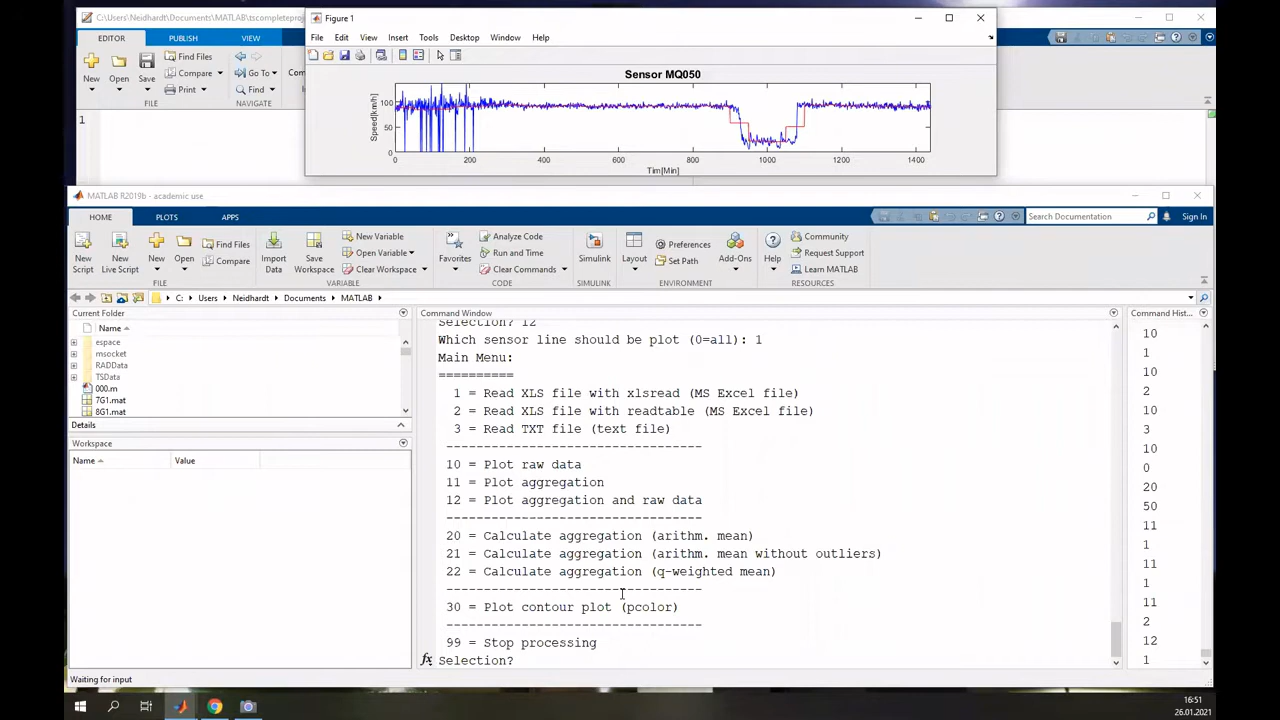 C:\Users\Neidhardt\Documents\MATLAB\tscompleteproj
EDITOR PUBLISH VIEW
New Open Save
Find Files
Compare
Print
Go To
Find
FILE NAVIGATE
1
Figure 1
File Edit View Insert Tools Desktop Window Help
Sensor MQ050
Speed[km/h]
100
50
0
0 200 400 600 800 1000 1200 1400
Tim[Min]
MATLAB R2019b - academic use
HOME PLOTS APPS
Search Documentation
Sign In
New Script
New Live Script
New
Open
Find Files
Compare
Import Data
Save Workspace
New Variable
Open Variable
Clear Workspace
Favorites
Analyze Code
Run and Time
Clear Commands
Simulink
Layout
Preferences
Set Path
Add-Ons
Help
Community
Request Support
Learn MATLAB
FILE VARIABLE CODE SIMULINK ENVIRONMENT RESOURCES
C: Users Neidhardt Documents MATLAB
Current Folder
Name
espace
msocket
RADData
TSData
000.m
7G1.mat
8G1.mat
Details
Workspace
Name Value
Command Window
Selection? 12
Which sensor line should be plot (0=all): 1
Main Menu:
==========
1 = Read XLS file with xlsread (MS Excel file)
2 = Read XLS file with readtable (MS Excel file)
3 = Read TXT file (text file)
----------------------------------
10 = Plot raw data
11 = Plot aggregation
12 = Plot aggregation and raw data
----------------------------------
20 = Calculate aggregation (arithm. mean)
21 = Calculate aggregation (arithm. mean without outliers)
22 = Calculate aggregation (q-weighted mean)
----------------------------------
30 = Plot contour plot (pcolor)
----------------------------------
99 = Stop processing
fx Selection?
Command Hist...
10
1
10
2
10
3
10
0
20
50
11
1
11
1
11
2
12
1
Waiting for input
16:51
26.01.2021